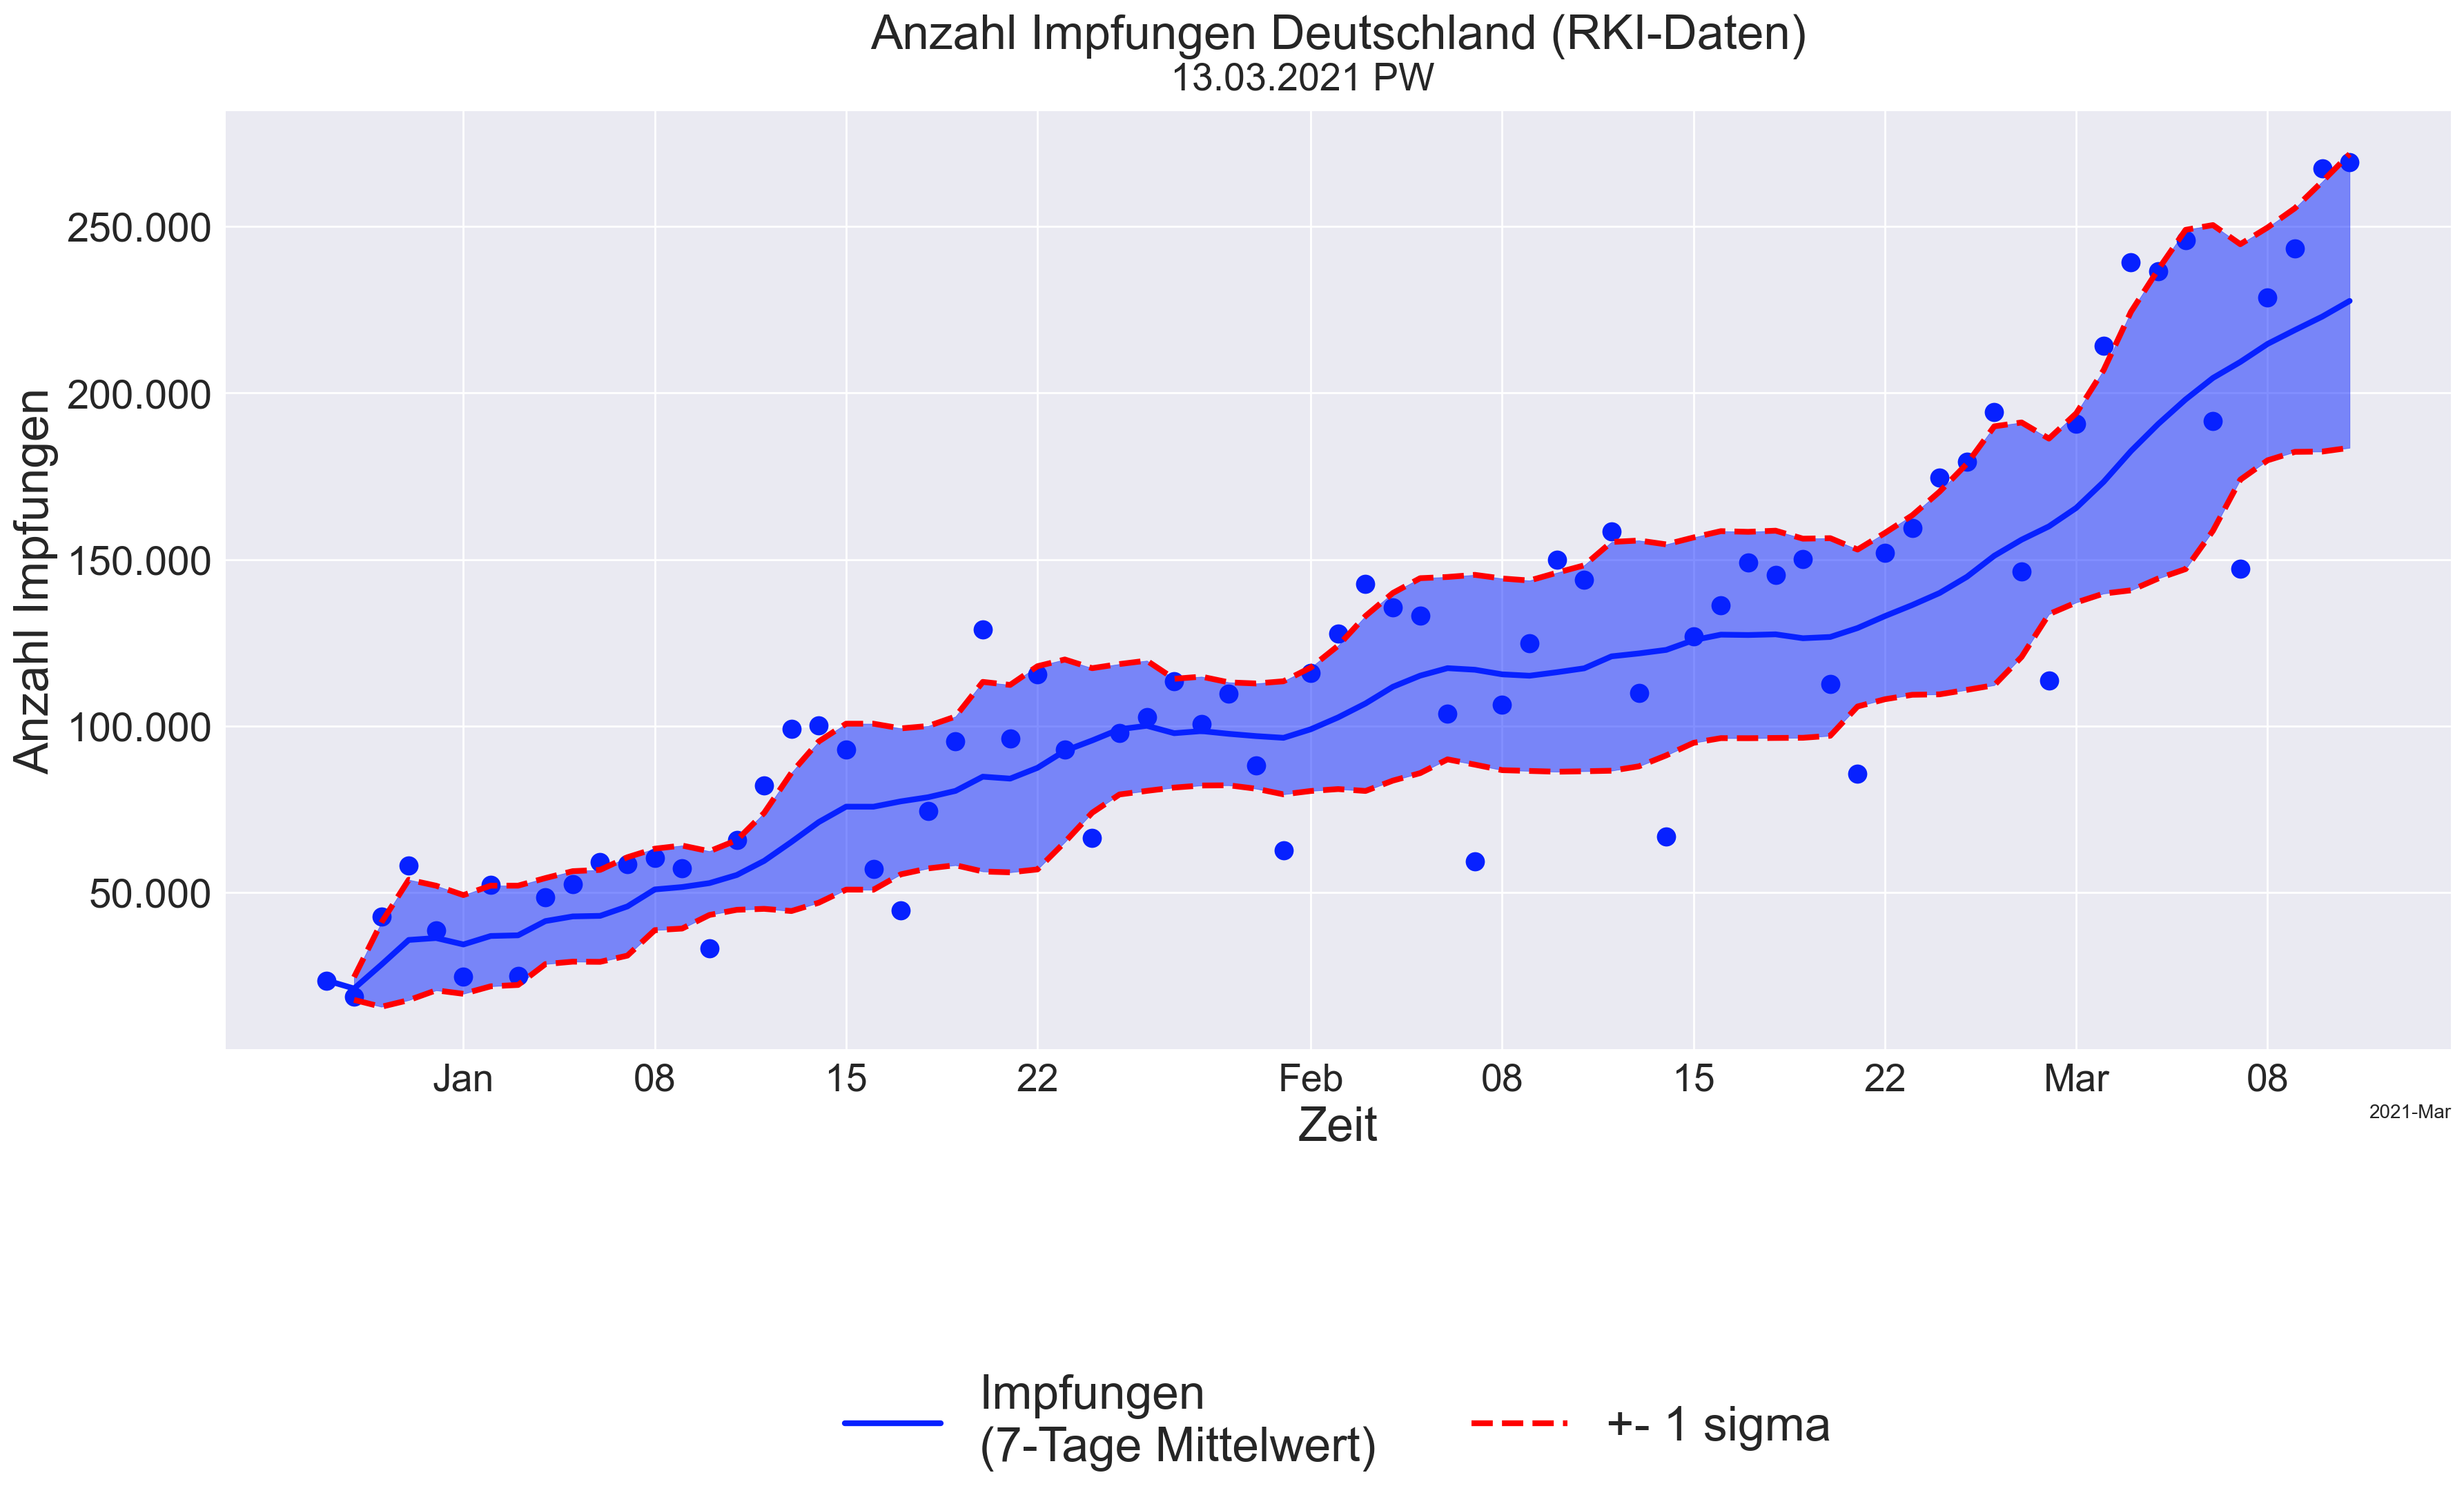 Anzahl Impfungen Deutschland (RKI-Daten)
13.03.2021 PW
Anzahl Impfungen
250.000
200.000
150.000
100.000
50.000
Jan 08 15 22 Feb 08 15 22 Mar 08
Zeit
2021-Mar
Impfungen
(7-Tage Mittelwert)
+- 1 sigma